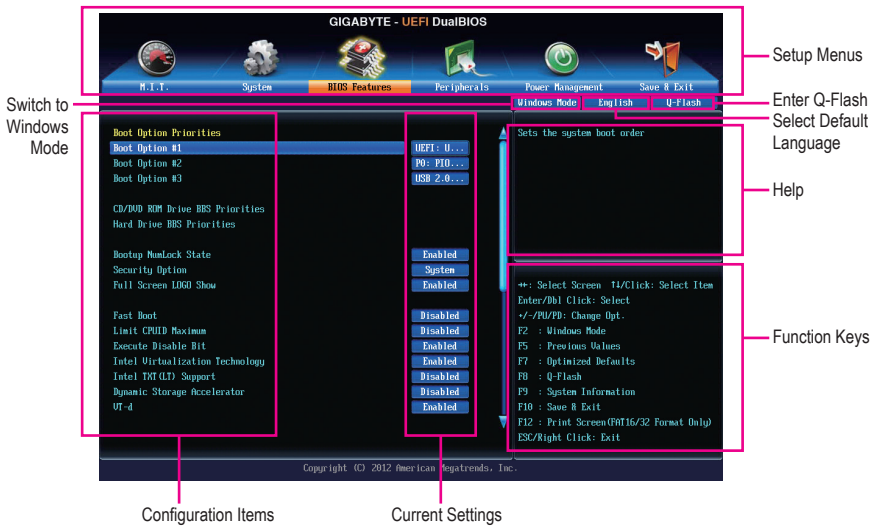 GIGABYTE - UEFI DualBIOS
M.I.T.
System
BIOS Features
Peripherals
Power Management
Save & Exit
Setup Menus
Switch to
Windows
Mode
Windows Mode
English
Q-Flash
Enter Q-Flash
Select Default
Language
Boot Option Priorities
Boot Option #1 UEFI: U...
Boot Option #2 P0: PIO...
Boot Option #3 USB 2.0...
CD/DVD ROM Drive BBS Priorities
Hard Drive BBS Priorities
Bootup NumLock State Enabled
Security Option System
Full Screen LOGO Show Enabled
Fast Boot Disabled
Limit CPUID Maximum Disabled
Execute Disable Bit Enabled
Intel Virtualization Technology Enabled
Intel TXT(LT) Support Disabled
Dynamic Storage Accelerator Disabled
VT-d Enabled
Sets the system boot order
Help
→←: Select Screen ↑↓/Click: Select Item
Enter/Dbl Click: Select
+/-/PU/PD: Change Opt.
F2 : Windows Mode
F5 : Previous Values
F7 : Optimized Defaults
F8 : Q-Flash
F9 : System Information
F10 : Save & Exit
F12 : Print Screen(FAT16/32 Format Only)
ESC/Right Click: Exit
Function Keys
Copyright (C) 2012 American Megatrends, Inc.
Configuration Items
Current Settings